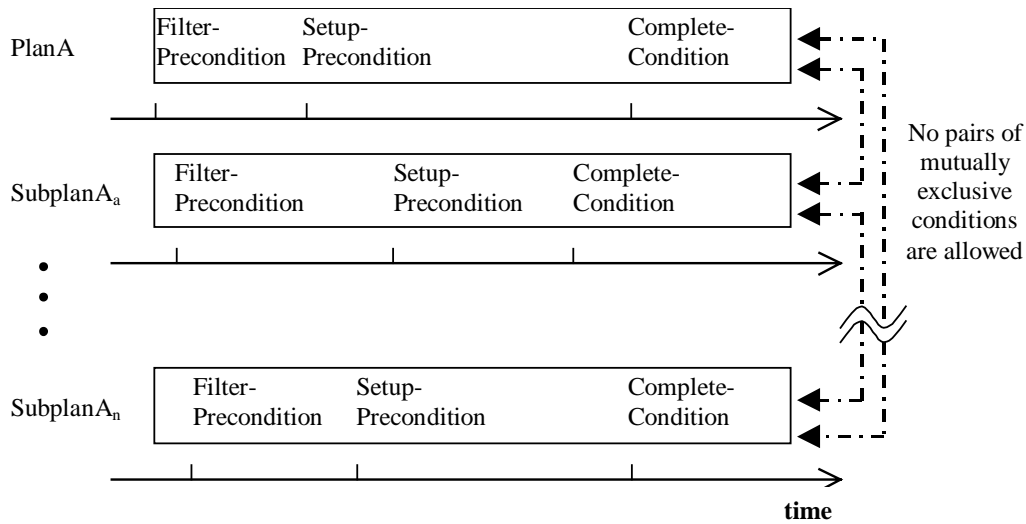 PlanA
Filter-
Precondition
Setup-
Precondition
Complete-
Condition
SubplanAa
Filter-
Precondition
Setup-
Precondition
Complete-
Condition
SubplanAn
Filter-
Precondition
Setup-
Precondition
Complete-
Condition
No pairs of
mutually
exclusive
conditions
are allowed
time